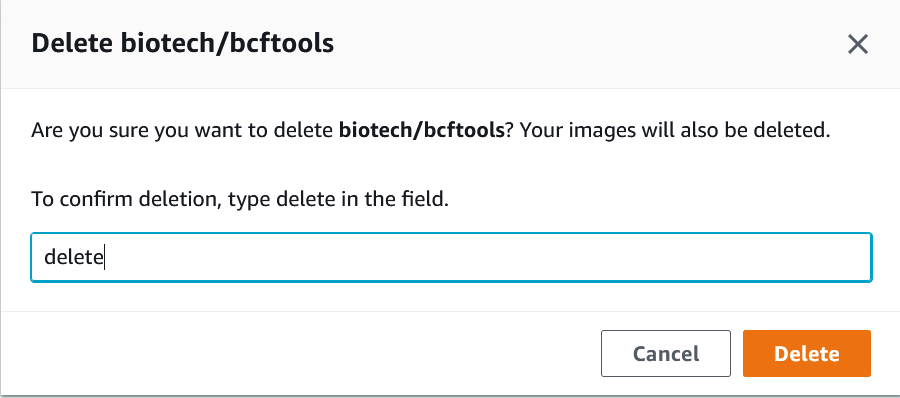 Delete biotech/bcftools
Are you sure you want to delete biotech/bcftools? Your images will also be deleted.
To confirm deletion, type delete in the field.
delete
Cancel Delete